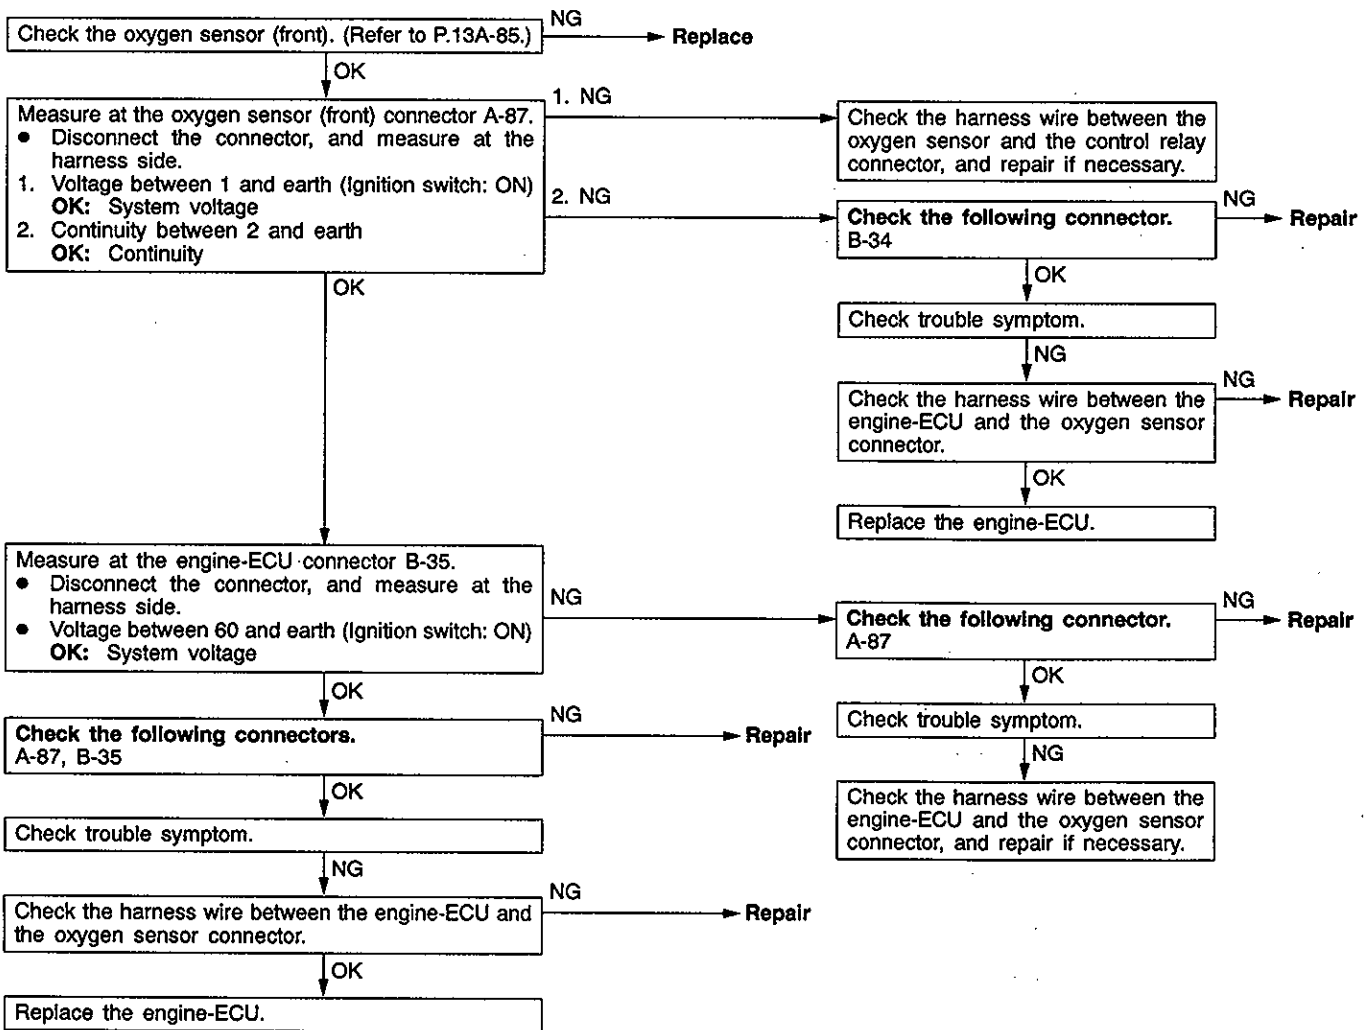 Check the oxygen sensor (front). (Refer to P.13A-85.)
NG
Replace
OK
Measure at the oxygen sensor (front) connector A-87.
● Disconnect the connector, and measure at the
harness side.
1. Voltage between 1 and earth (Ignition switch: ON)
OK: System voltage
2. Continuity between 2 and earth
OK: Continuity
1. NG
Check the harness wire between the
oxygen sensor and the control relay
connector, and repair if necessary.
2. NG
Check the following connector.
B-34
NG
Repair
OK
Check trouble symptom.
NG
Check the harness wire between the
engine-ECU and the oxygen sensor
connector.
NG
Repair
OK
Replace the engine-ECU.
OK
Measure at the engine-ECU connector B-35.
● Disconnect the connector, and measure at the
harness side.
● Voltage between 60 and earth (Ignition switch: ON)
OK: System voltage
NG
Check the following connector.
A-87
NG
Repair
OK
Check trouble symptom.
NG
Check the harness wire between the
engine-ECU and the oxygen sensor
connector, and repair if necessary.
OK
Check the following connectors.
A-87, B-35
NG
Repair
OK
Check trouble symptom.
NG
Check the harness wire between the engine-ECU and
the oxygen sensor connector.
NG
Repair
OK
Replace the engine-ECU.